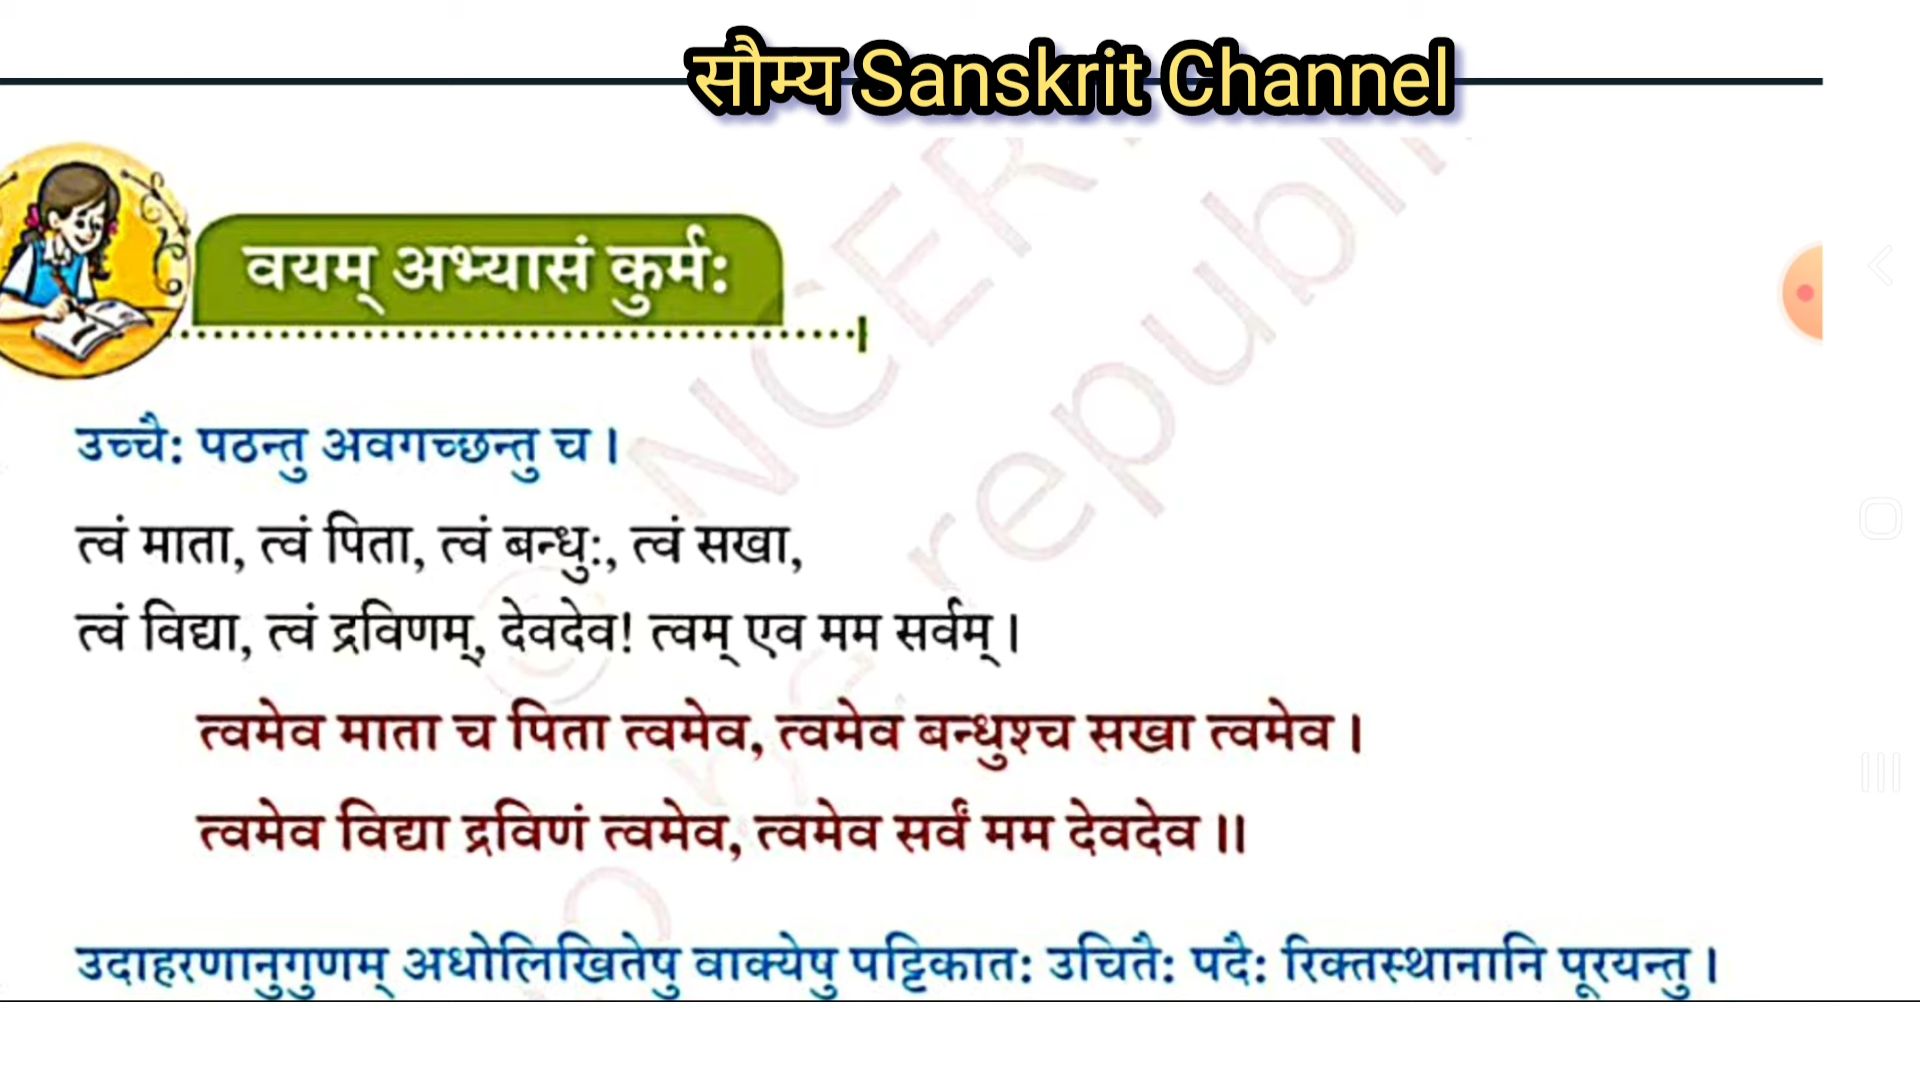 सौम्य Sanskrit Channel
वयम् अभ्यासं कुर्मः
उच्चैः पठन्तु अवगच्छन्तु च ।
त्वं माता, त्वं पिता, त्वं बन्धुः, त्वं सखा,
त्वं विद्या, त्वं द्रविणम्, देवदेव! त्वम् एव मम सर्वम् ।
त्वमेव माता च पिता त्वमेव, त्वमेव बन्धुश्च सखा त्वमेव ।
त्वमेव विद्या द्रविणं त्वमेव, त्वमेव सर्वं मम देवदेव ॥
उदाहरणानुगुणम् अधोलिखितेषु वाक्येषु पट्टिकातः उचितैः पदैः रिक्तस्थानानि पूरयन्तु ।
© NCER
republi